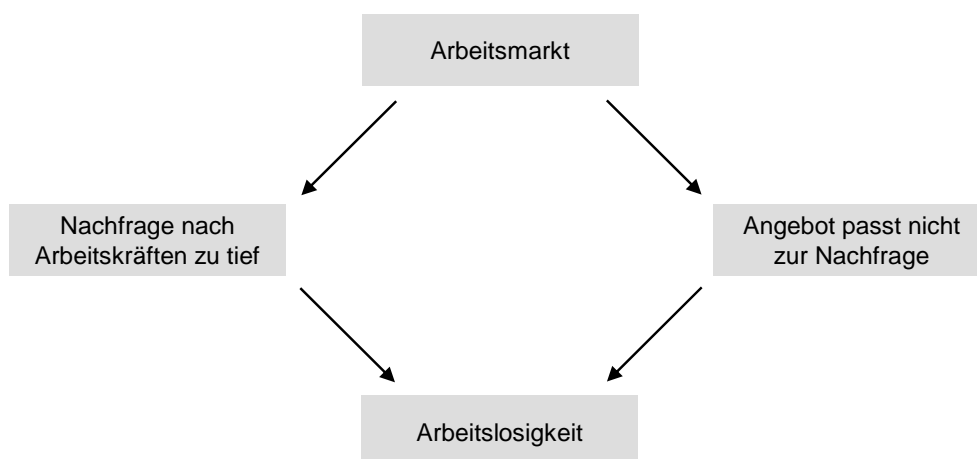 Arbeitsmarkt
Nachfrage nach
Arbeitskräften zu tief
Angebot passt nicht
zur Nachfrage
Arbeitslosigkeit